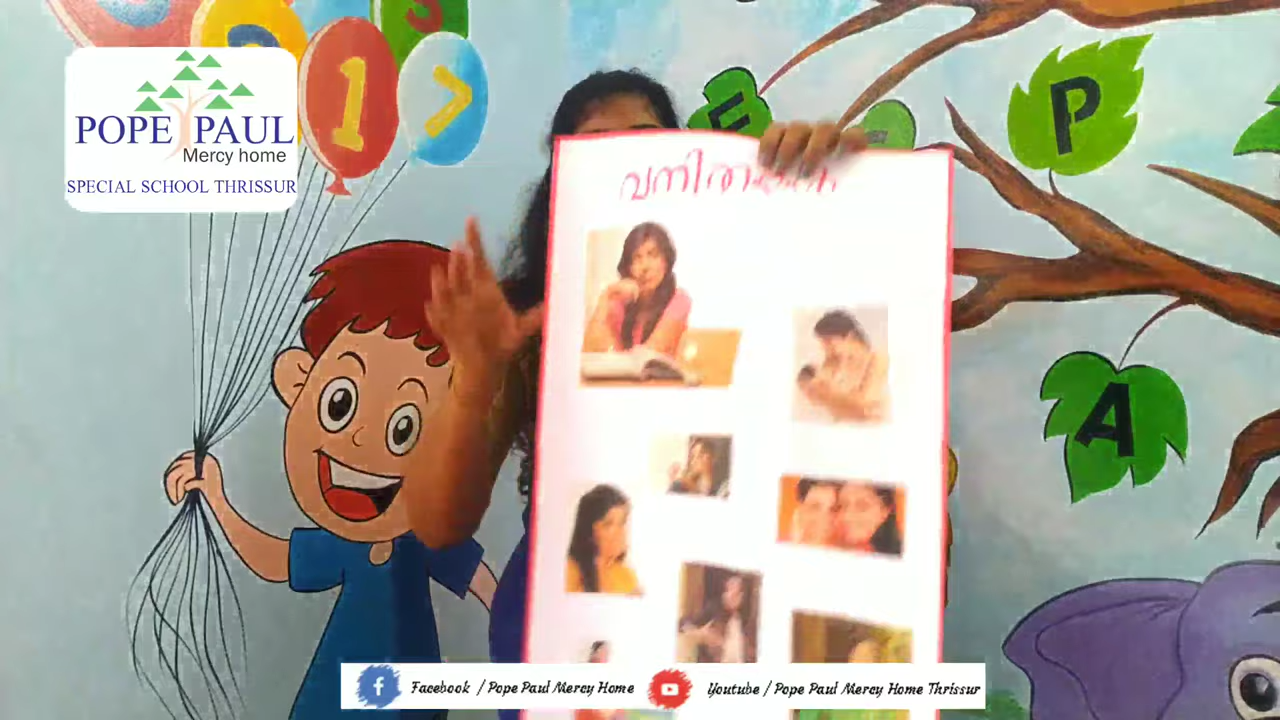 POPE PAUL
Mercy home
SPECIAL SCHOOL THRISSUR
1
>
P
A
Facebook / Pope Paul Mercy Home
Youtube / Pope Paul Mercy Home Thrissur